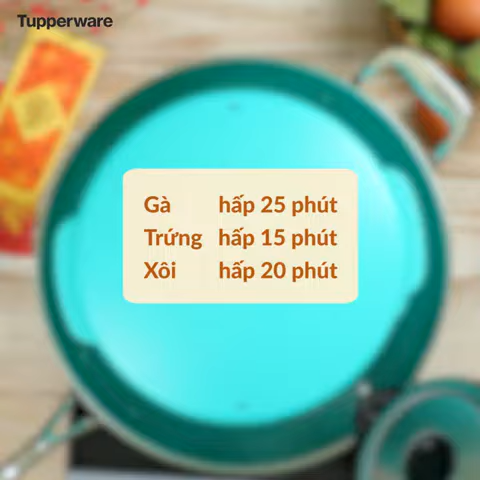 Tupperware
Gà hấp 25 phút
Trứng hấp 15 phút
Xôi hấp 20 phút